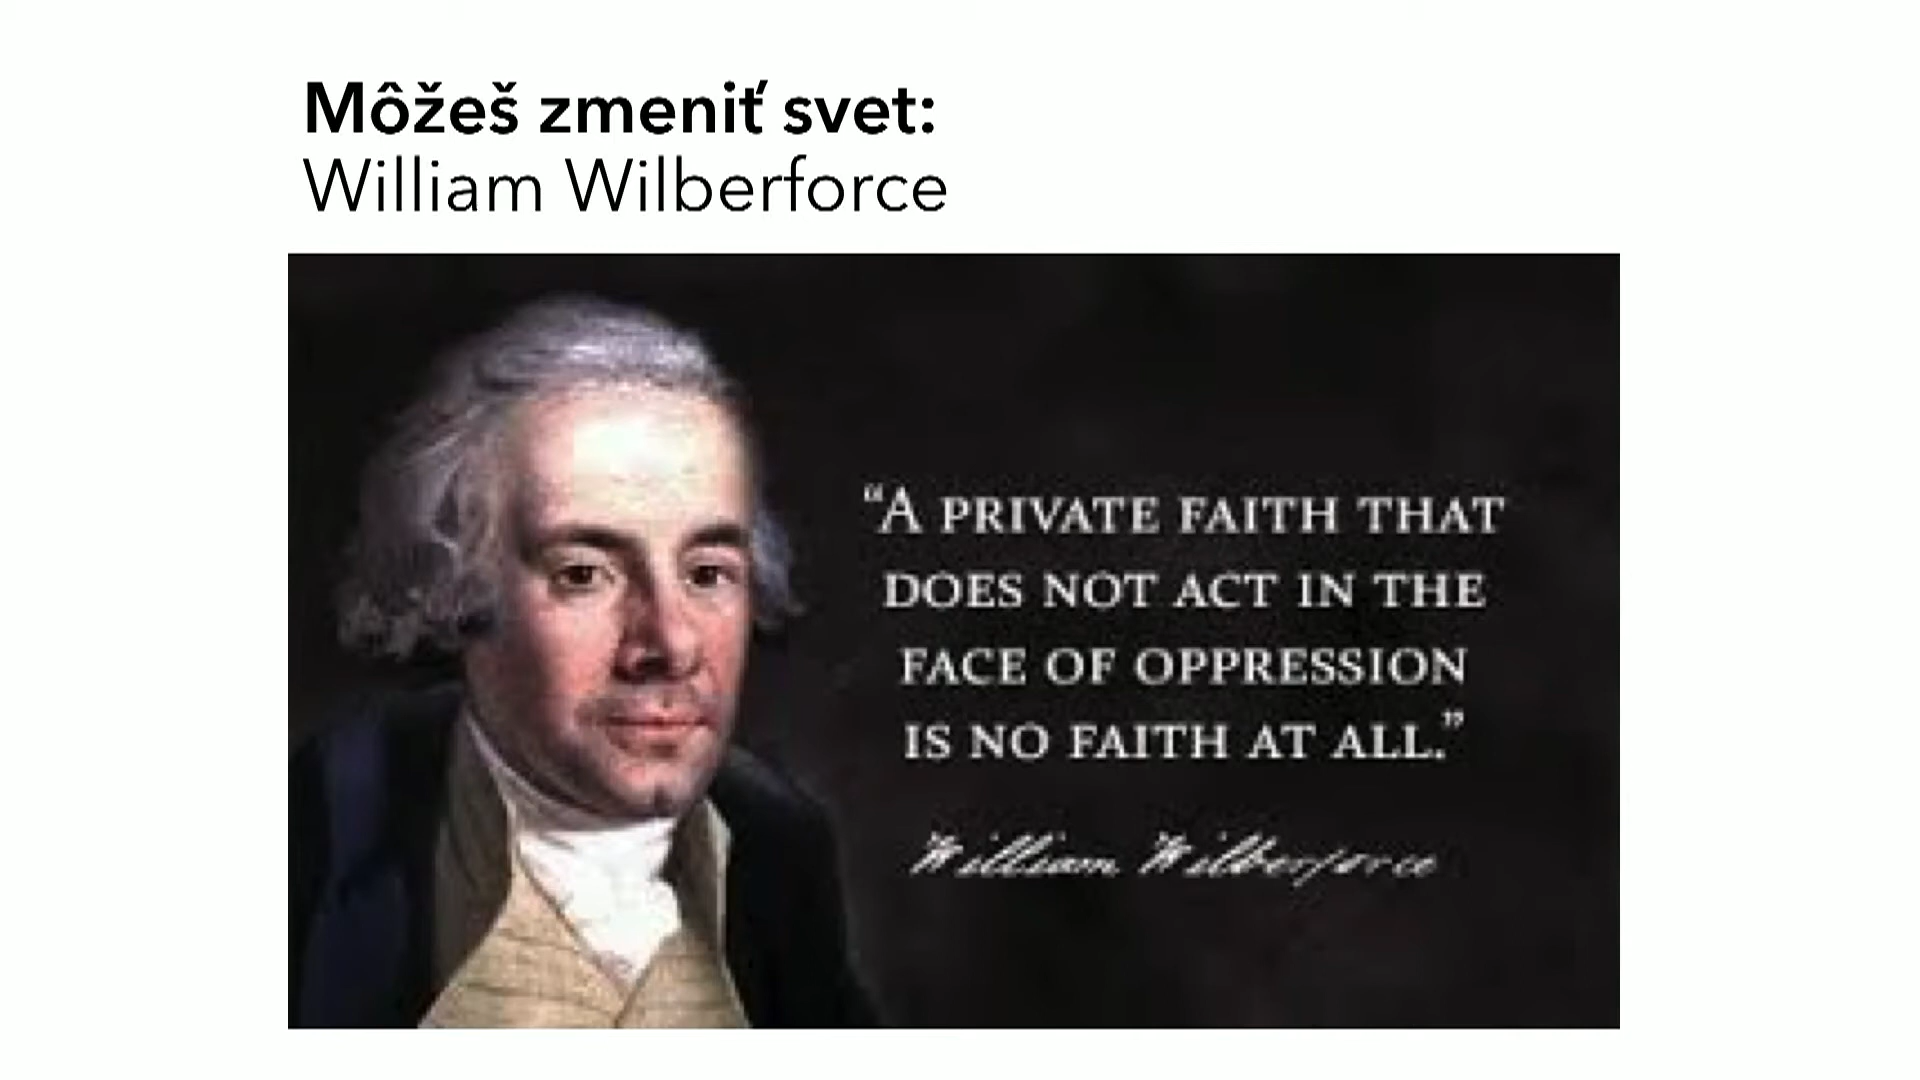 Môžeš zmeniť svet:
William Wilberforce
“A PRIVATE FAITH THAT
DOES NOT ACT IN THE
FACE OF OPPRESSION
IS NO FAITH AT ALL.”
William Wilberforce